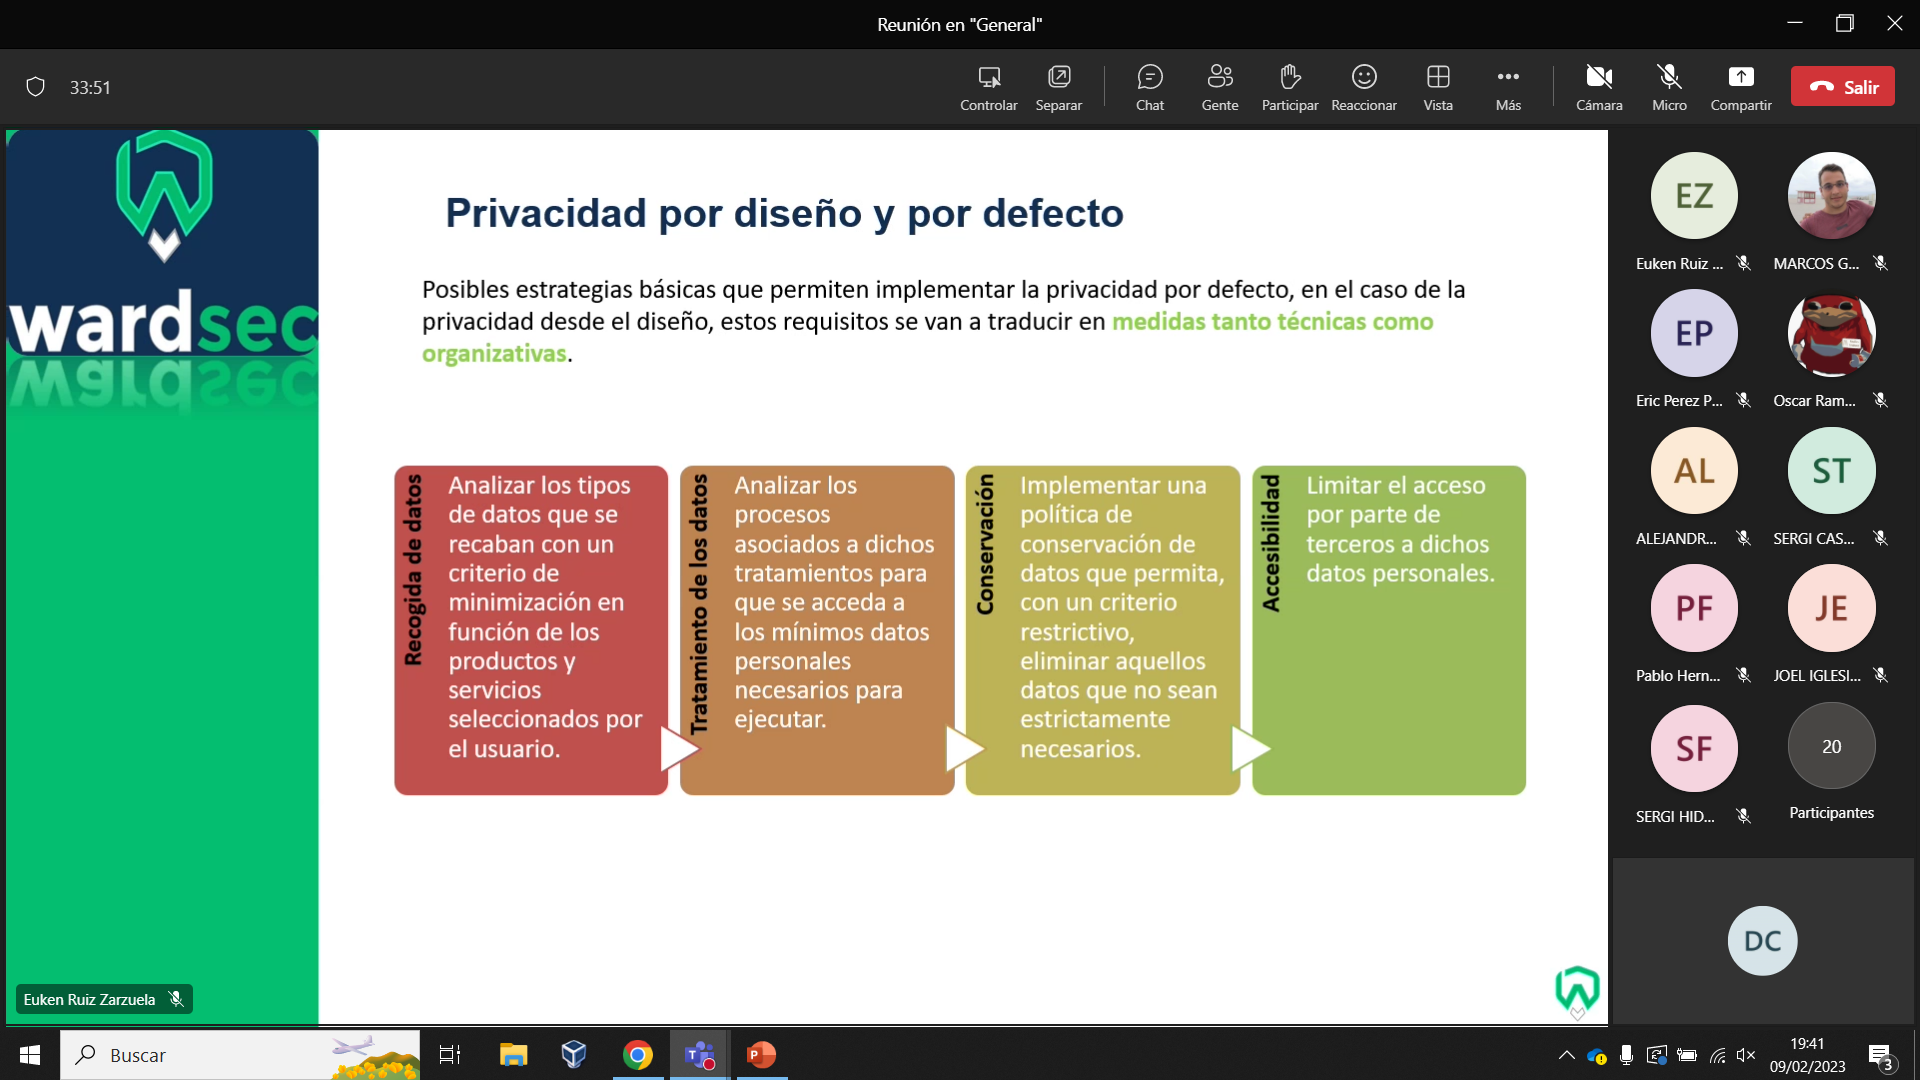 Reunión en "General"
33:51
Controlar
Separar
Chat
Gente
Participar
Reaccionar
Vista
Más
Cámara
Micro
Compartir
Salir
wardsec
Privacidad por diseño y por defecto
Posibles estrategias básicas que permiten implementar la privacidad por defecto, en el caso de la
privacidad desde el diseño, estos requisitos se van a traducir en medidas tanto técnicas como
organizativas.
Recogida de datos
Analizar los tipos
de datos que se
recaban con un
criterio de
minimización en
función de los
productos y
servicios
seleccionados por
el usuario.
Tratamiento de los datos
Analizar los
procesos
asociados a dichos
tratamientos para
que se acceda a
los mínimos datos
personales
necesarios para
ejecutar.
Conservación
Implementar una
política de
conservación de
datos que permita,
con un criterio
restrictivo,
eliminar aquellos
datos que no sean
estrictamente
necesarios.
Accesibilidad
Limitar el acceso
por parte de
terceros a dichos
datos personales.
Euken Ruiz Zarzuela
EZ
Euken Ruiz ...
MARCOS G...
EP
Eric Perez P...
Oscar Ram...
AL
ALEJANDR...
ST
SERGI CAS...
PF
Pablo Hern...
JE
JOEL IGLESI...
SF
SERGI HID...
20
Participantes
DC
Buscar
19:41
09/02/2023
3